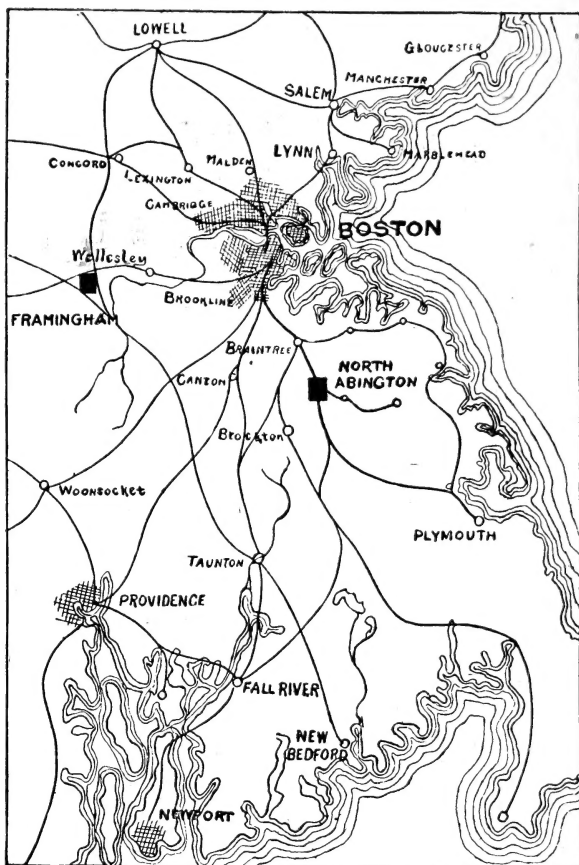 LOWELL
GLOUCESTER
MANCHESTER
SALEM
LYNN
MARBLEHEAD
CONCORD
LEXINGTON
MALDEN
CAMBRIDGE
BOSTON
Wellesley
BROOKLINE
FRAMINGHAM
BRAINTREE
NORTH
ABINGTON
CANTON
BROCKTON
WOONSOCKET
PLYMOUTH
TAUNTON
PROVIDENCE
FALL RIVER
NEW
BEDFORD
NEWPORT